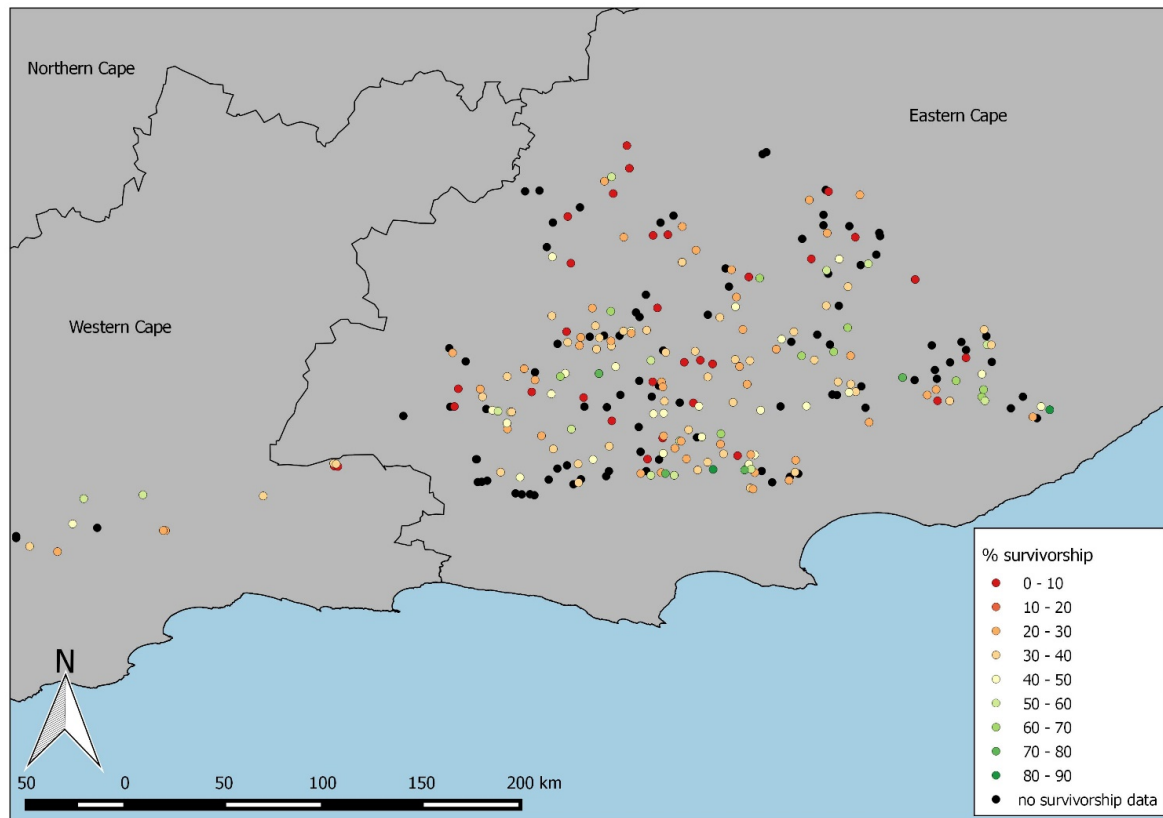 Northern Cape
Eastern Cape
Western Cape
% survivorship
0 - 10
10 - 20
20 - 30
30 - 40
40 - 50
50 - 60
60 - 70
70 - 80
80 - 90
no survivorship data
N
50 0 50 100 150 200 km